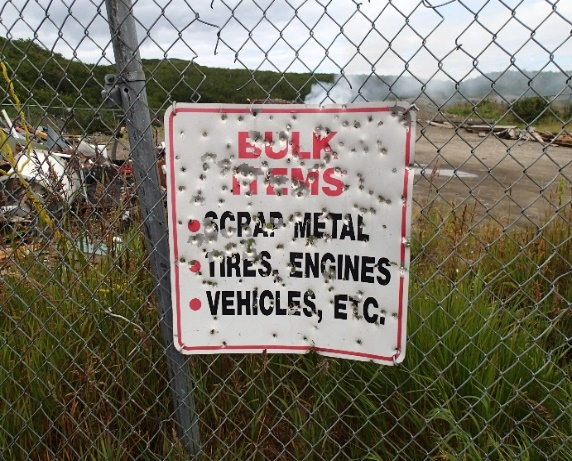 BULK
ITEMS
• SCRAP METAL
• TIRES, ENGINES
• VEHICLES, ETC.